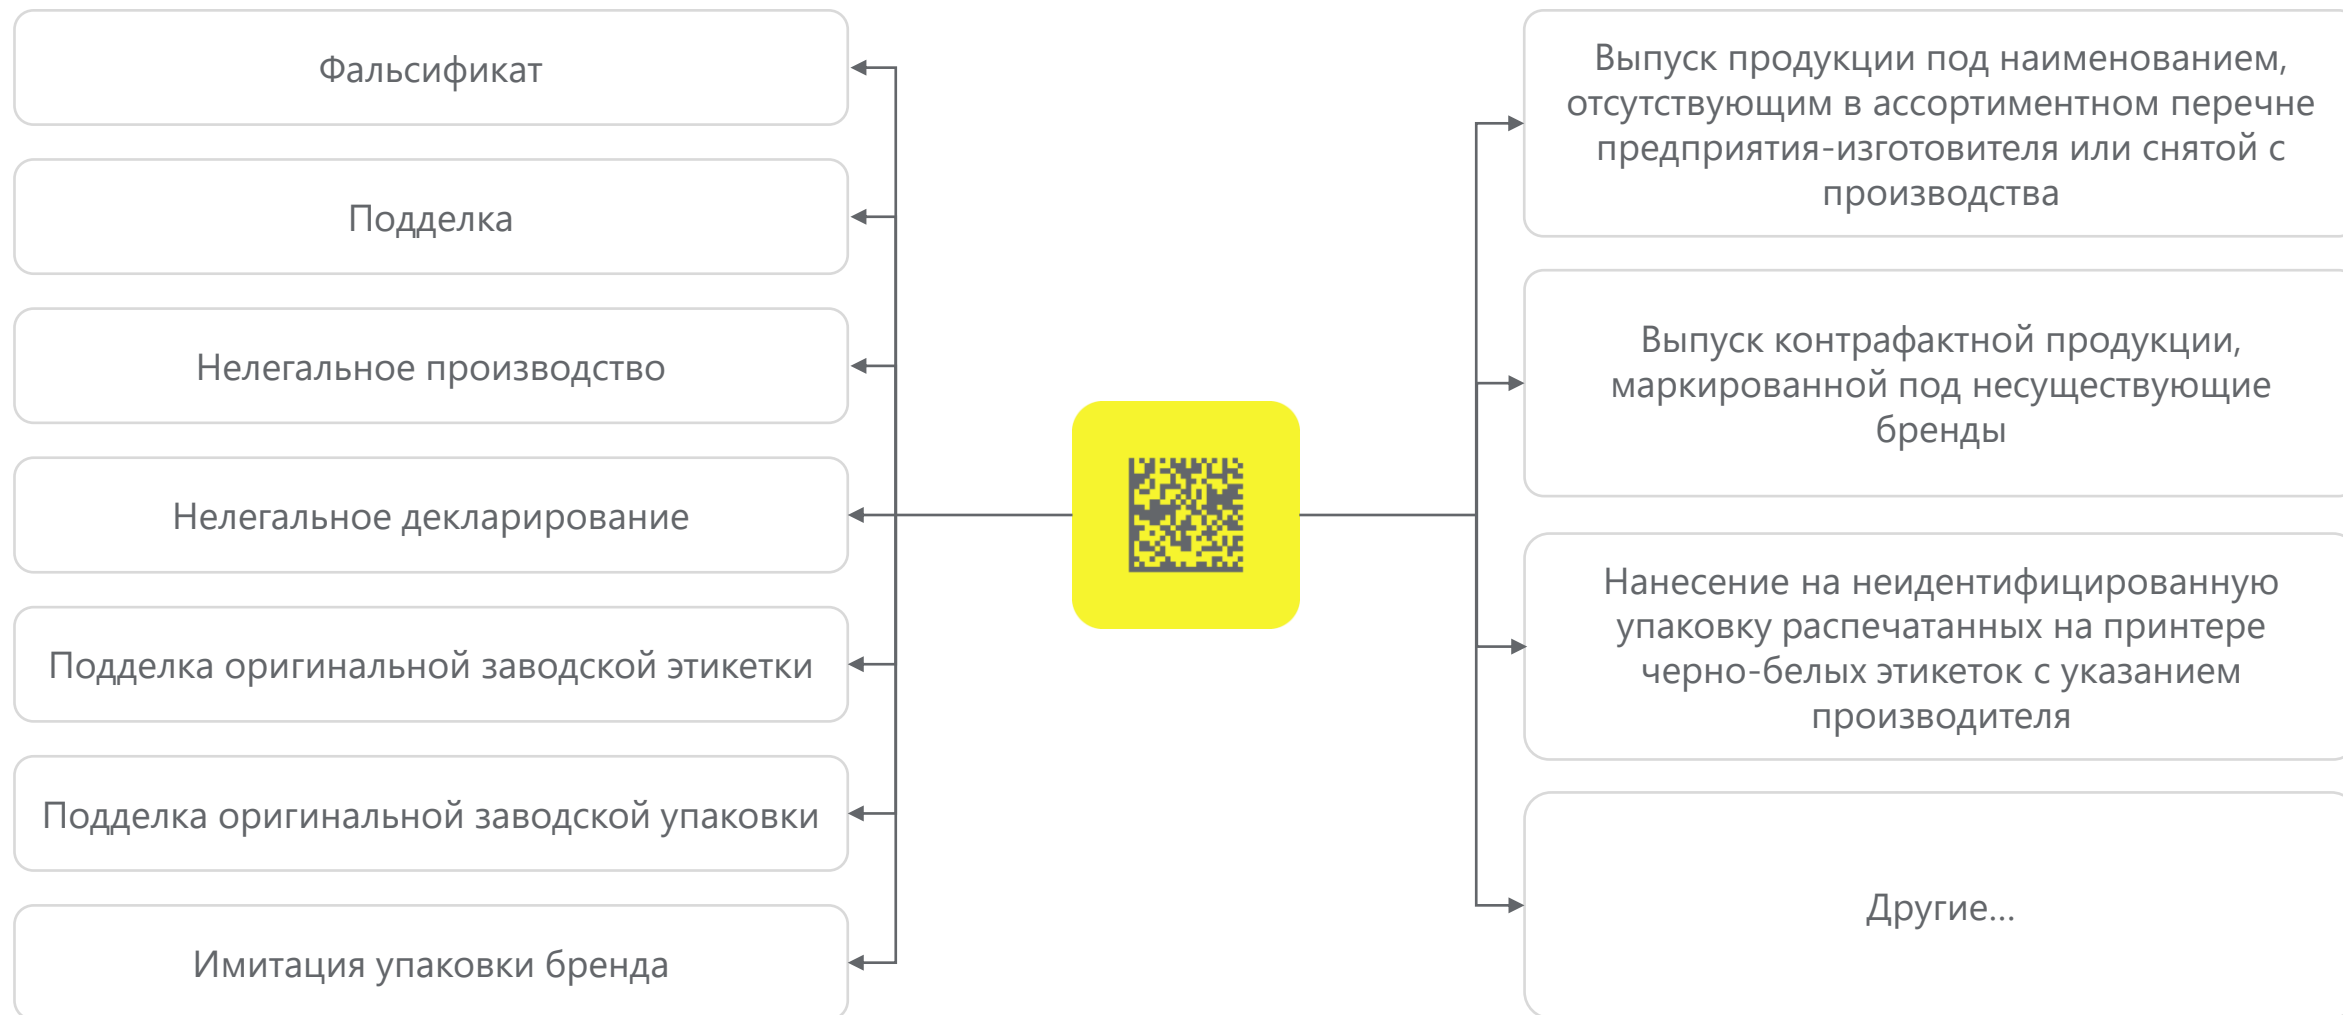 Фальсификат
Подделка
Нелегальное производство
Нелегальное декларирование
Подделка оригинальной заводской этикетки
Подделка оригинальной заводской упаковки
Имитация упаковки бренда
Выпуск продукции под наименованием,
отсутствующим в ассортиментном перечне
предприятия-изготовителя или снятой с
производства
Выпуск контрафактной продукции,
маркированной под несуществующие
бренды
Нанесение на неидентифицированную
упаковку распечатанных на принтере
черно-белых этикеток с указанием
производителя
Другие...